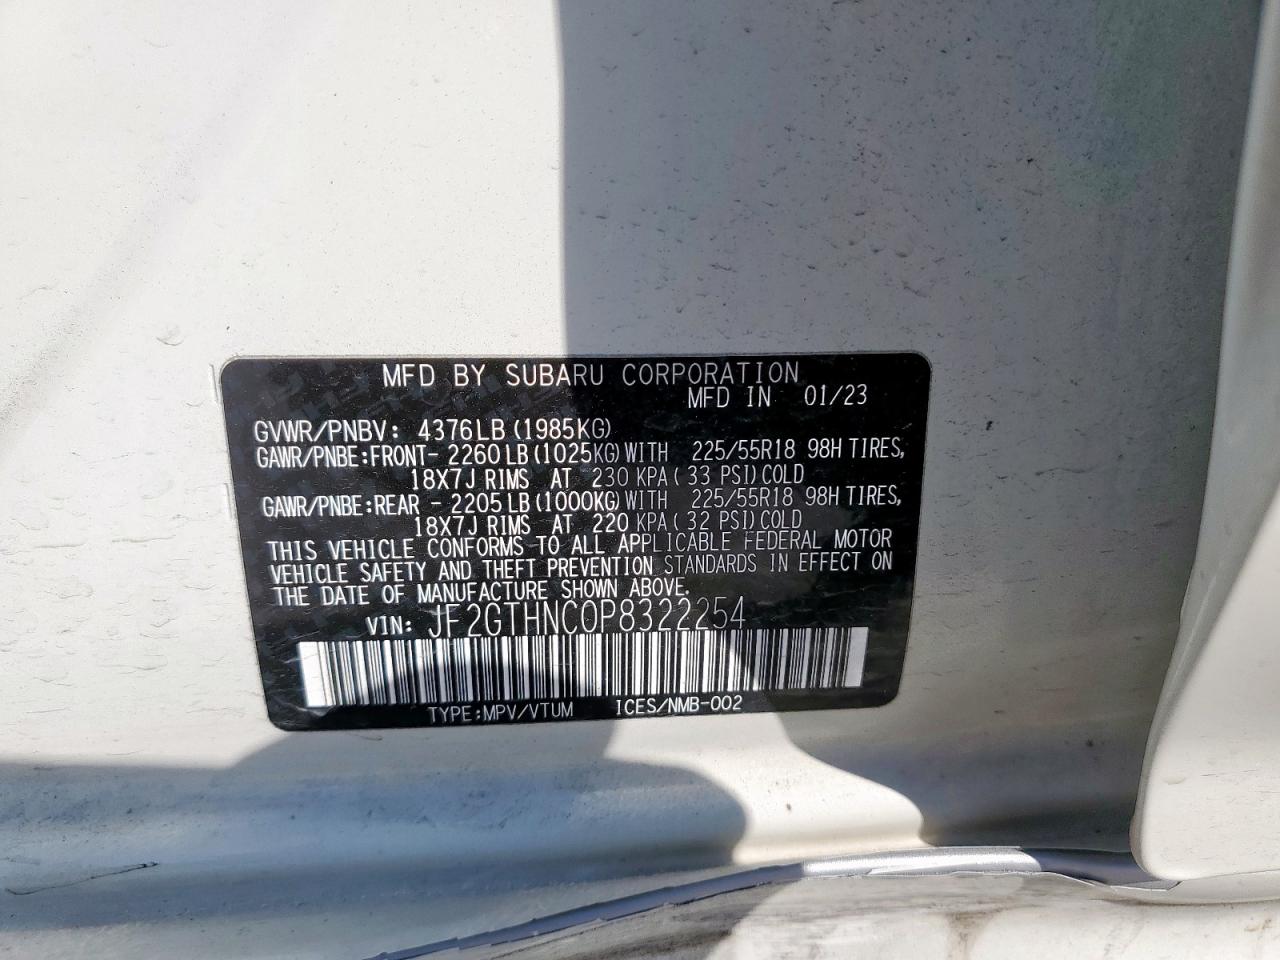 MFD BY SUBARU CORPORATION
MFD IN 01/23
GVWR/PNBV: 4376LB(1985KG)
GAWR/PNBE:FRONT- 2260LB(1025KG)WITH 225/55R18 98H TIRES,
18X7J RIMS AT 230 KPA( 33 PSI)COLD
GAWR/PNBE:REAR - 2205LB(1000KG)WITH 225/55R18 98H TIRES,
18X7J RIMS AT 220 KPA( 32 PSI)COLD
THIS VEHICLE CONFORMS TO ALL APPLICABLE FEDERAL MOTOR
VEHICLE SAFETY AND THEFT PREVENTION STANDARDS IN EFFECT ON
THE DATE OF MANUFACTURE SHOWN ABOVE.
VIN: JF2GTHNC0P8322254
TYPE:MPV/VTUM ICES/NMB-002